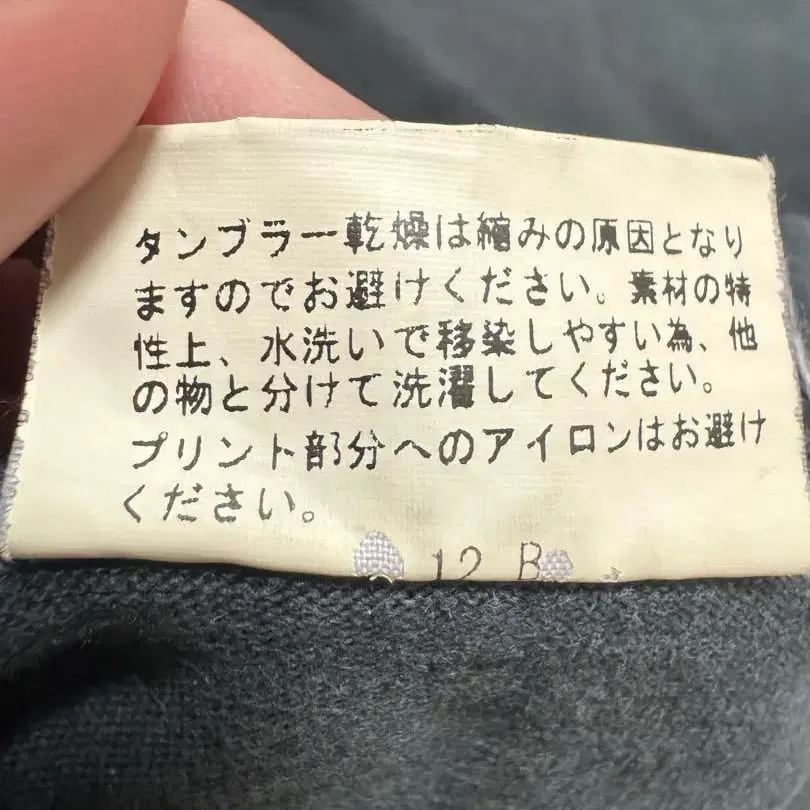 タンブラー乾燥は縮みの原因となり
ますのでお避けください。素材の特
性上、水洗いで移染しやすい為、他
の物と分けて洗濯してください。
プリント部分へのアイロンはお避け
ください。
12 B